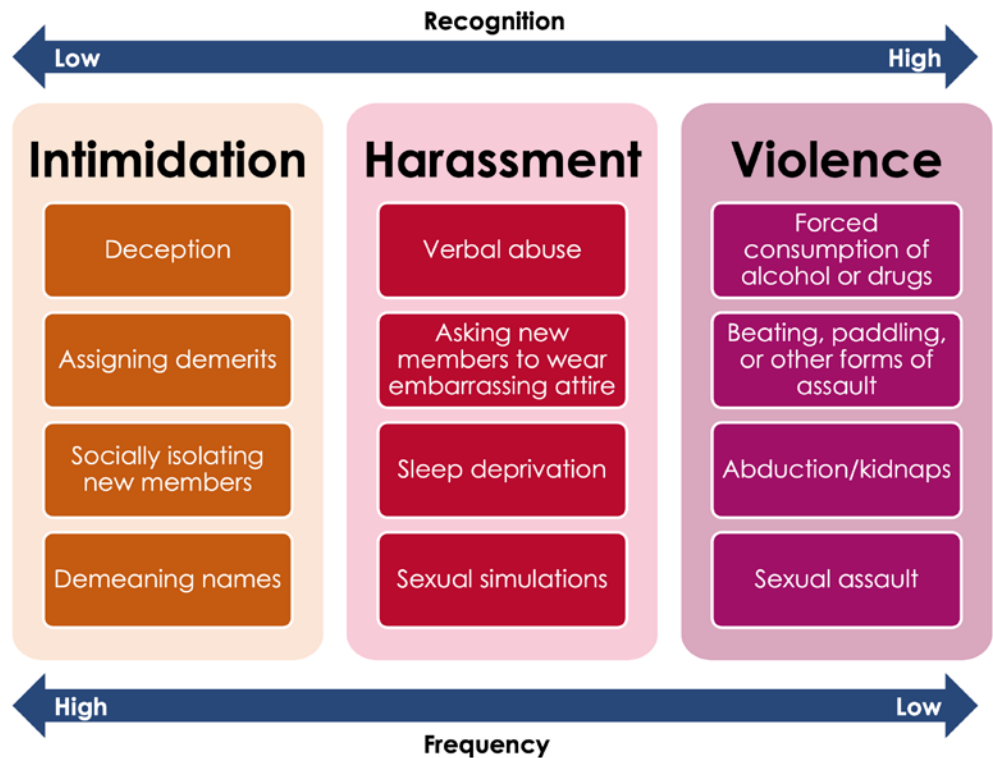 Recognition
Low
High
Intimidation
Deception
Assigning demerits
Socially isolating
new members
Demeaning names
Harassment
Verbal abuse
Asking new
members to wear
embarrassing attire
Sleep deprivation
Sexual simulations
Violence
Forced
consumption of
alcohol or drugs
Beating, paddling,
or other forms of
assault
Abduction/kidnaps
Sexual assault
High
Low
Frequency